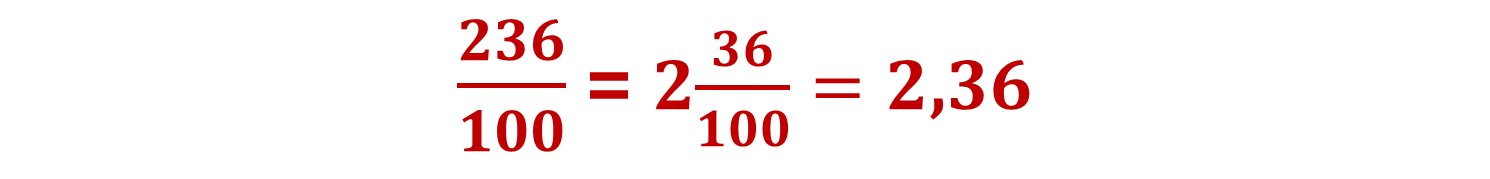 236/100 = 2 36/100 = 2,36